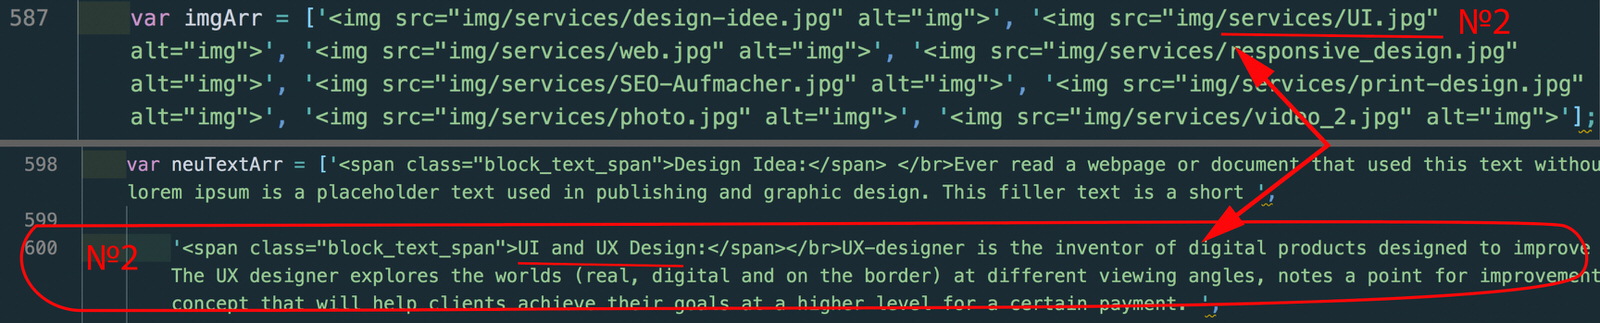 587 var imgArr = ['<img src="img/services/design-idee.jpg" alt="img">', '<img src="img/services/UI.jpg" №2
alt="img">', '<img src="img/services/web.jpg" alt="img">', '<img src="img/services/responsive_design.jpg"
alt="img">', '<img src="img/services/SEO-Aufmacher.jpg" alt="img">', '<img src="img/services/print-design.jpg"
alt="img">', '<img src="img/services/photo.jpg" alt="img">', '<img src="img/services/video_2.jpg" alt="img">'];
598 var neuTextArr = ['<span class="block_text_span">Design Idea:</span> </br>Ever read a webpage or document that used this text withou
lorem ipsum is a placeholder text used in publishing and graphic design. This filler text is a short ',
599
600 №2 '<span class="block_text_span">UI and UX Design:</span></br>UX-designer is the inventor of digital products designed to improve
The UX designer explores the worlds (real, digital and on the border) at different viewing angles, notes a point for improvement
concept that will help clients achieve their goals at a higher level for a certain payment. ',